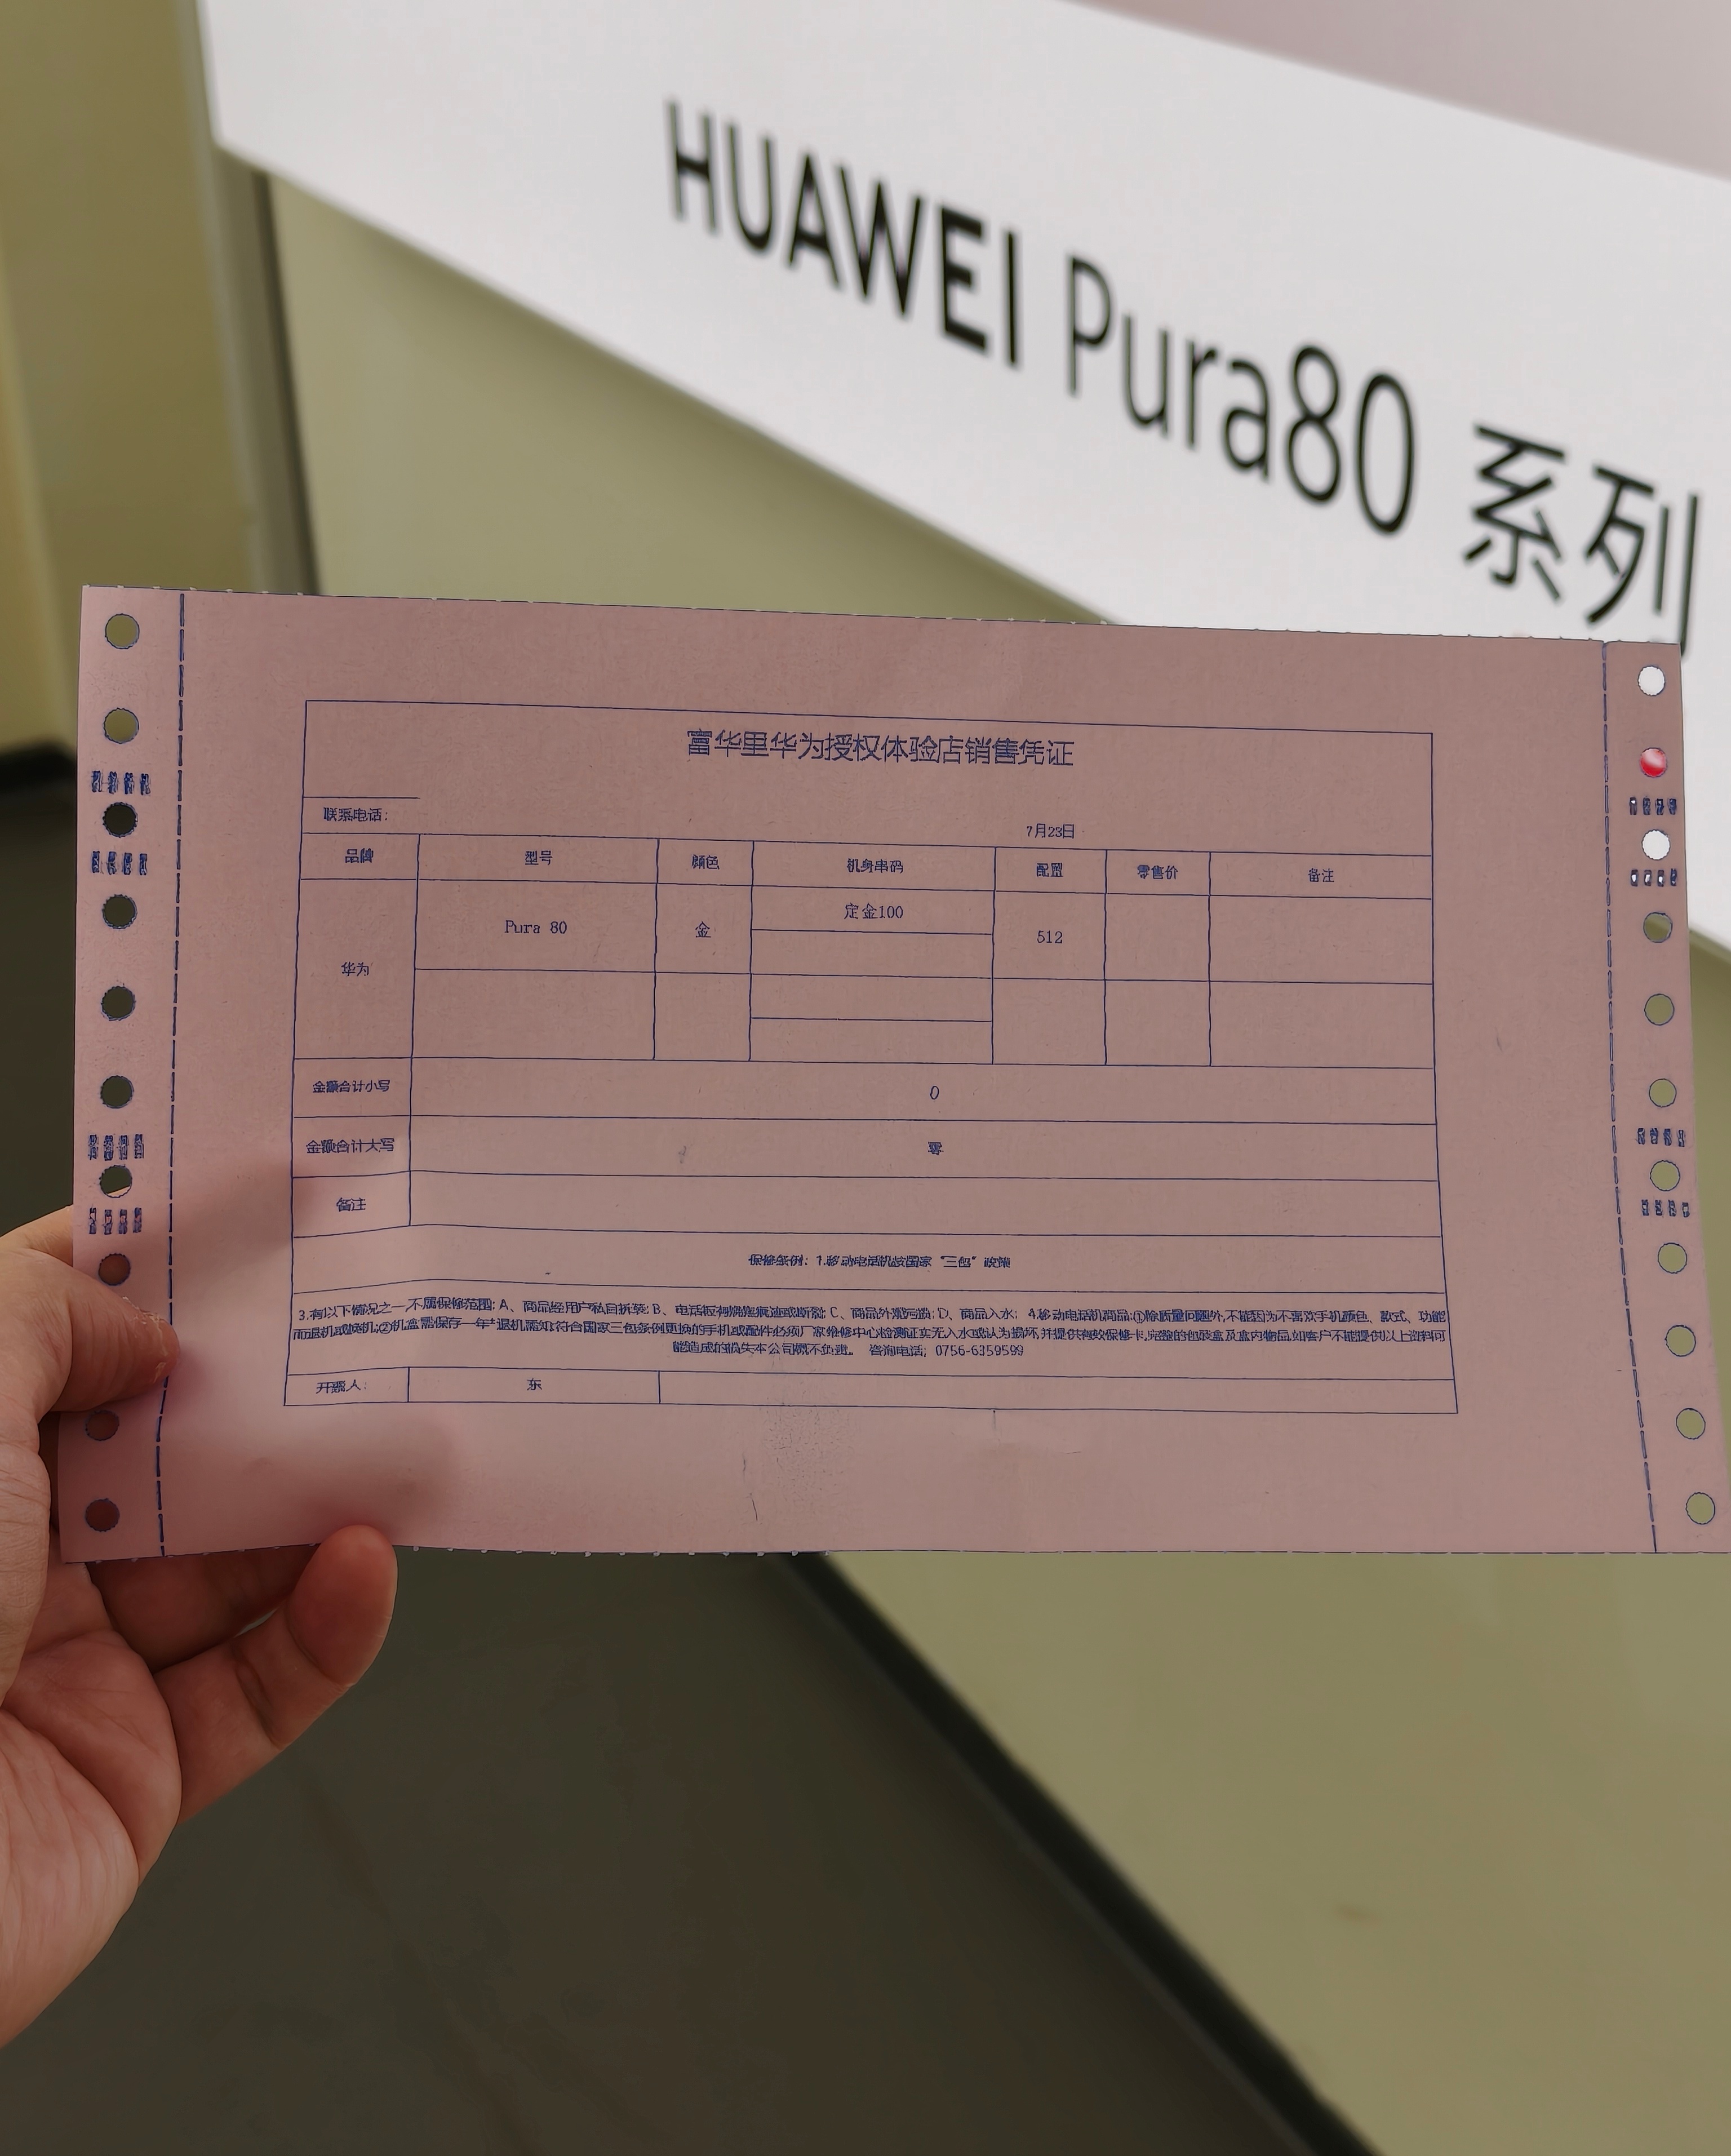 HUAWEI Pura80 系列
富华里华为授权体验店销售凭证
联系电话：
7月23日
品牌 型号 颜色 机身串码 配置 零售价 备注
华为 Pura 80 金 定金100 512
金额合计小写 0
金额合计大写 零
备注
保修条例：1.移动电话机按国家“三包”政策
3.有以下情况之一,不属保修范围: A、商品经用户私自拆装; B、电话板有烧焦痕迹或断裂; C、商品外观污损; D、商品入水； 4.移动电话机商品:①除质量问题外,不能因为不喜欢手机颜色、款式、功能
而退机或换机;②机盒需保存一年*退机需知:符合国家三包条例更换的手机或配件必须厂家维修中心检测证实无入水或认为损坏,并提供有效保修卡,完整的包装盒及盒内物品,如客户不能提供以上资料可
能造成的损失本公司概不负责。 咨询电话；0756-6359599
开票人： 东